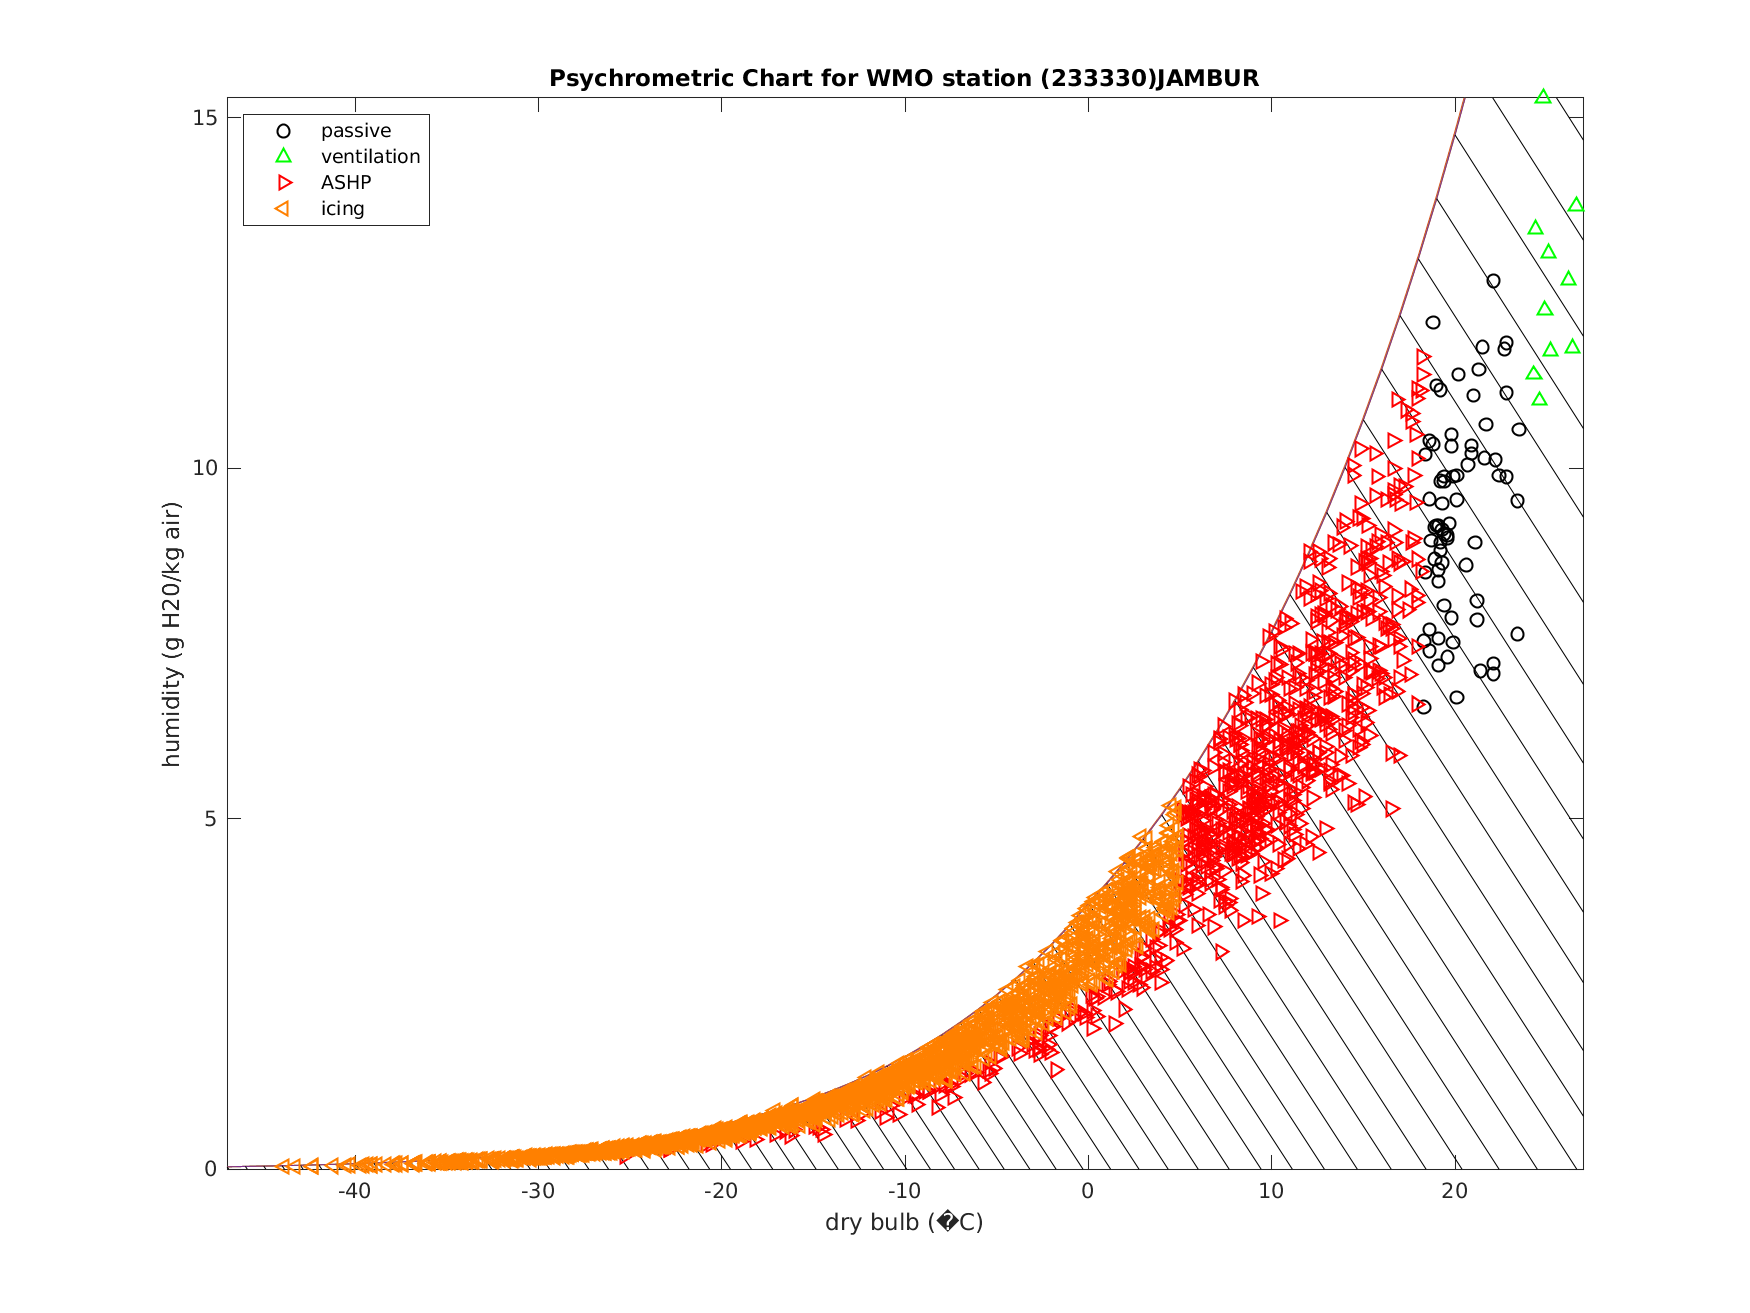 Psychrometric Chart for WMO station (233330)JAMBUR
passive
ventilation
ASHP
icing
15
10
5
0
humidity (g H20/kg air)
-40 -30 -20 -10 0 10 20
dry bulb (�C)